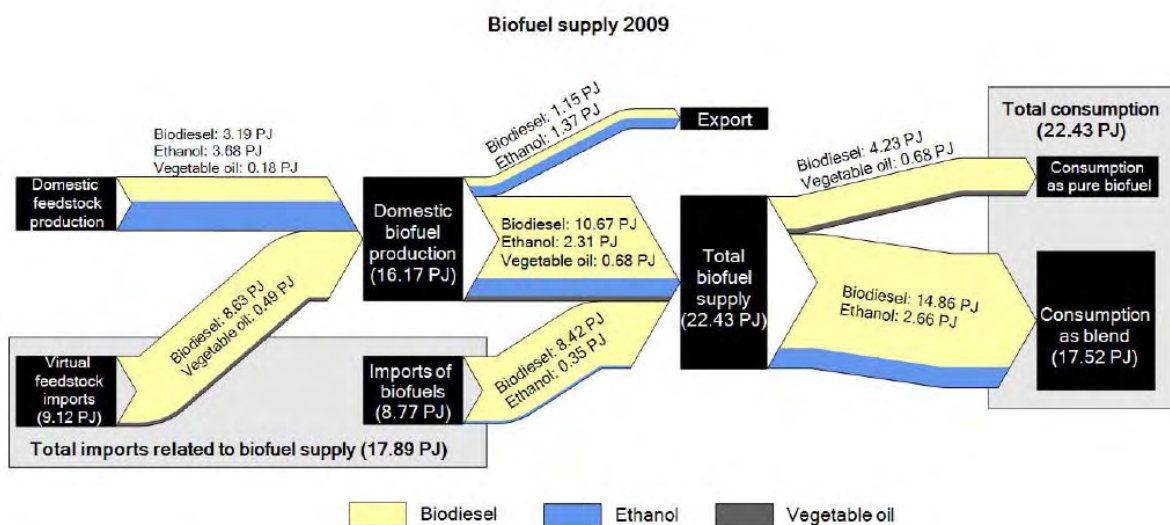 Biofuel supply 2009
Biodiesel: 3.19 PJ
Ethanol: 3.68 PJ
Vegetable oil: 0.18 PJ
Domestic
feedstock
production
Biodiesel: 8.63 PJ
Vegetable oil: 0.49 PJ
Virtual
feedstock
imports
(9.12 PJ)
Total imports related to biofuel supply (17.89 PJ)
Domestic
biofuel
production
(16.17 PJ)
Biodiesel: 1.15 PJ
Ethanol: 1.37 PJ
Export
Biodiesel: 10.67 PJ
Ethanol: 2.31 PJ
Vegetable oil: 0.68 PJ
Imports of
biofuels
(8.77 PJ)
Biodiesel: 8.42 PJ
Ethanol: 0.35 PJ
Total
biofuel
supply
(22.43 PJ)
Biodiesel: 4.23 PJ
Vegetable oil: 0.68 PJ
Biodiesel: 14.86 PJ
Ethanol: 2.66 PJ
Total consumption
(22.43 PJ)
Consumption
as pure biofuel
Consumption
as blend
(17.52 PJ)
Biodiesel
Ethanol
Vegetable oil